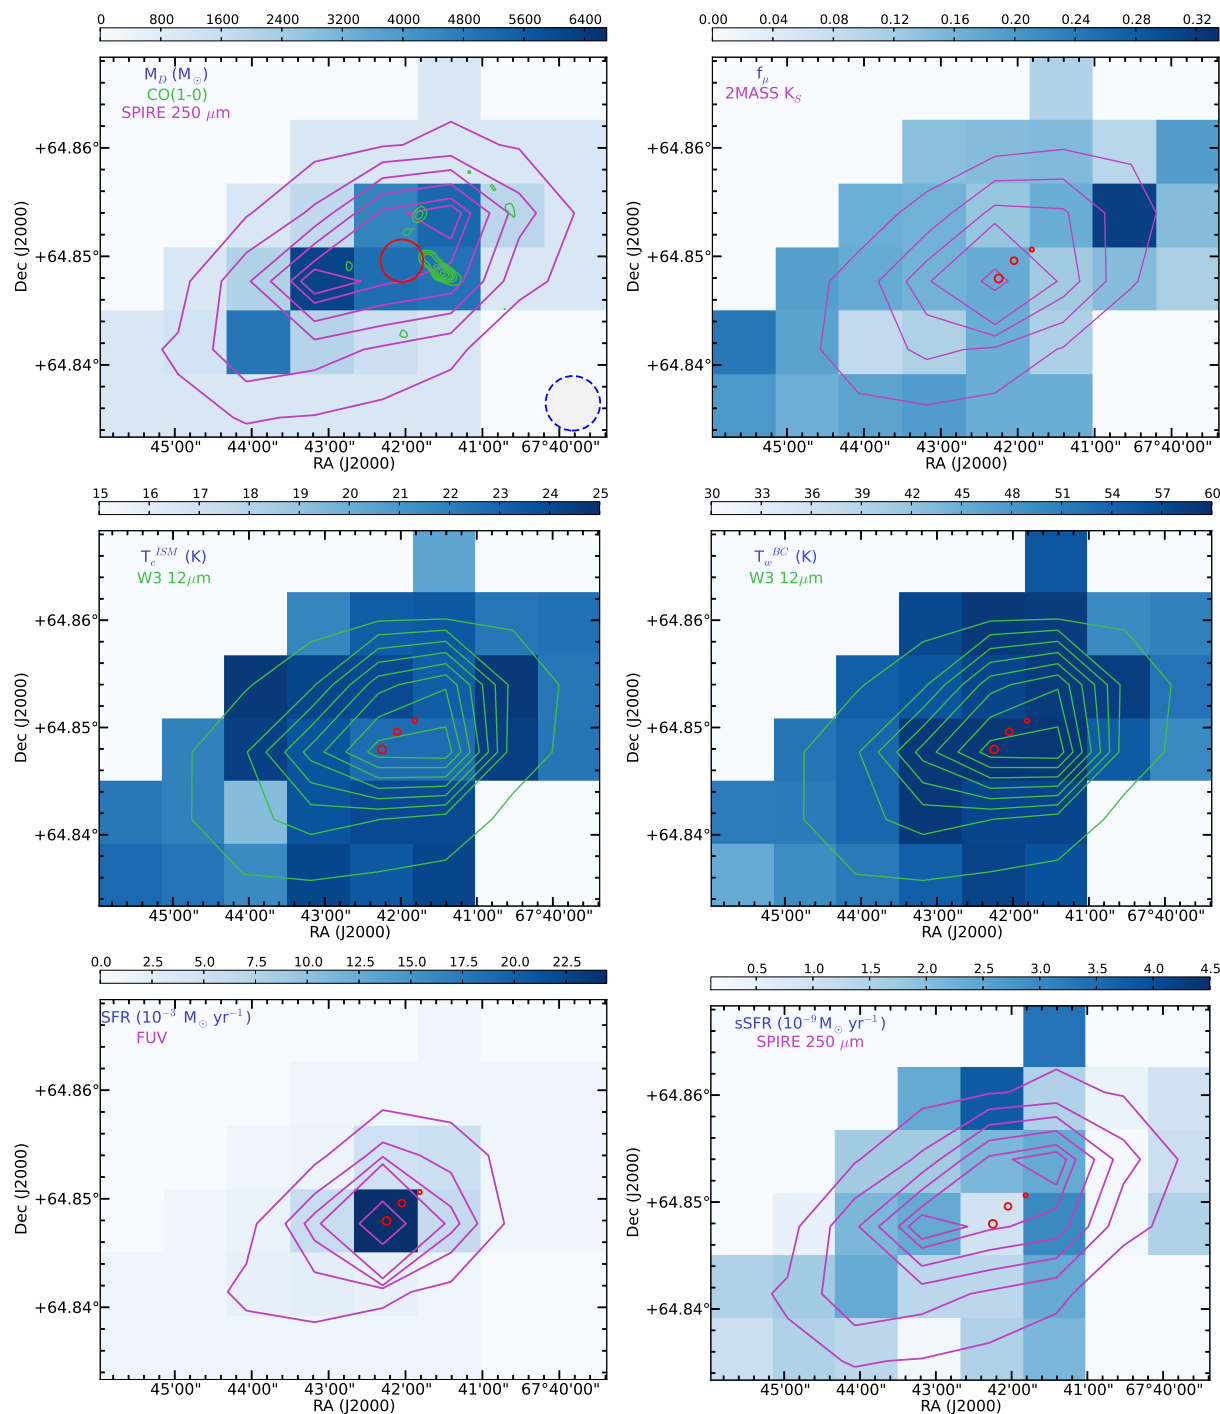 0 800 1600 2400 3200 4000 4800 5600 6400
M_D (M_⊙)
CO(1-0)
SPIRE 250 μm
+64.86°
+64.85°
+64.84°
Dec (J2000)
45'00" 44'00" 43'00" 42'00" 41'00" 67°40'00"
RA (J2000)
0.00 0.04 0.08 0.12 0.16 0.20 0.24 0.28 0.32
f_μ
2MASS K_S
+64.86°
+64.85°
+64.84°
Dec (J2000)
45'00" 44'00" 43'00" 42'00" 41'00" 67°40'00"
RA (J2000)
15 16 17 18 19 20 21 22 23 24 25
T_c^ISM (K)
W3 12μm
+64.86°
+64.85°
+64.84°
Dec (J2000)
45'00" 44'00" 43'00" 42'00" 41'00" 67°40'00"
RA (J2000)
30 33 36 39 42 45 48 51 54 57 60
T_w^BC (K)
W3 12μm
+64.86°
+64.85°
+64.84°
Dec (J2000)
45'00" 44'00" 43'00" 42'00" 41'00" 67°40'00"
RA (J2000)
0.0 2.5 5.0 7.5 10.0 12.5 15.0 17.5 20.0 22.5
SFR (10^−3 M_⊙ yr^−1)
FUV
+64.86°
+64.85°
+64.84°
Dec (J2000)
45'00" 44'00" 43'00" 42'00" 41'00" 67°40'00"
RA (J2000)
0.5 1.0 1.5 2.0 2.5 3.0 3.5 4.0 4.5
sSFR (10^−9 M_⊙ yr^−1)
SPIRE 250 μm
+64.86°
+64.85°
+64.84°
Dec (J2000)
45'00" 44'00" 43'00" 42'00" 41'00" 67°40'00"
RA (J2000)